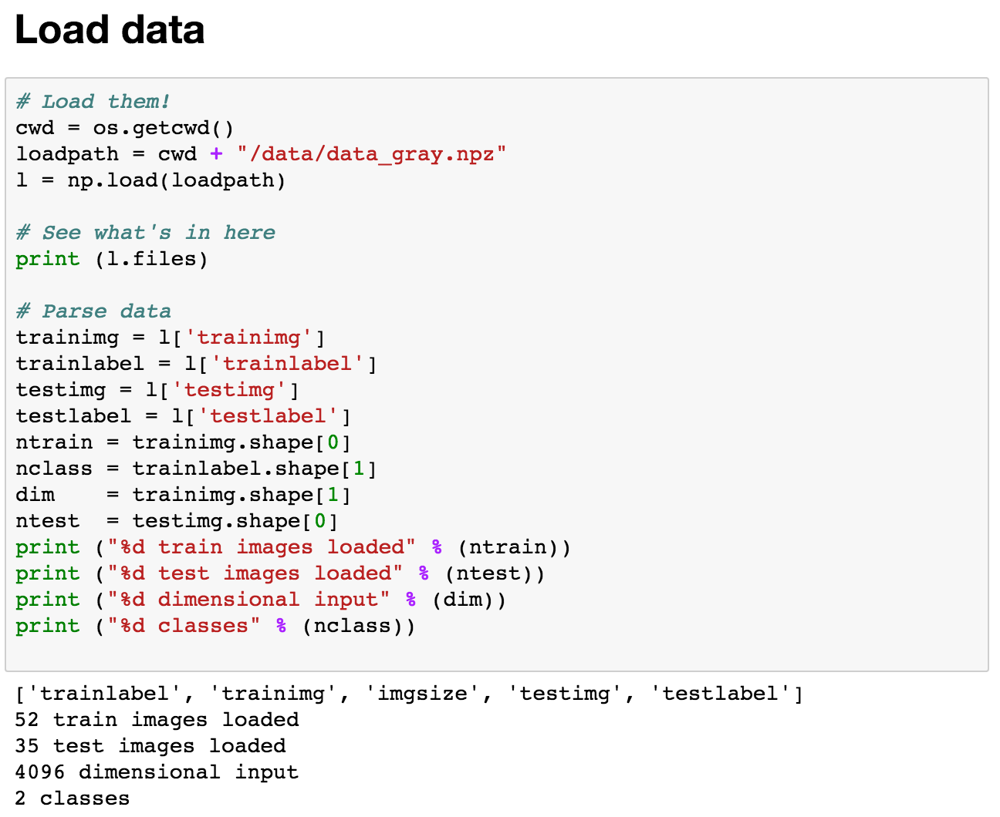 Load data
# Load them!
cwd = os.getcwd()
loadpath = cwd + "/data/data_gray.npz"
l = np.load(loadpath)
# See what's in here
print (l.files)
# Parse data
trainimg = l['trainimg']
trainlabel = l['trainlabel']
testimg = l['testimg']
testlabel = l['testlabel']
ntrain = trainimg.shape[0]
nclass = trainlabel.shape[1]
dim    = trainimg.shape[1]
ntest  = testimg.shape[0]
print ("%d train images loaded" % (ntrain))
print ("%d test images loaded" % (ntest))
print ("%d dimensional input" % (dim))
print ("%d classes" % (nclass))
['trainlabel', 'trainimg', 'imgsize', 'testimg', 'testlabel']
52 train images loaded
35 test images loaded
4096 dimensional input
2 classes